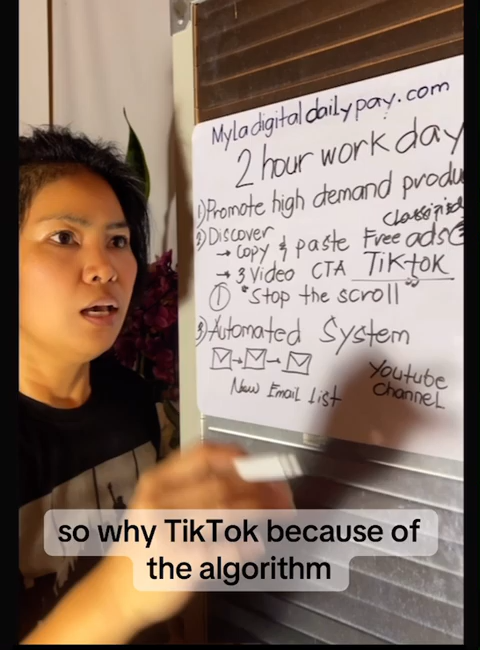 Myladigitaldailypay.com
2 hour work day
1) Promote high demand produ
Classified
2) Discover
→ Copy & paste Free ads
→ 3 Video CTA TikTok
① "Stop the scroll"
3) Automated System
New Email list
Youtube
Channel
so why TikTok because of
the algorithm